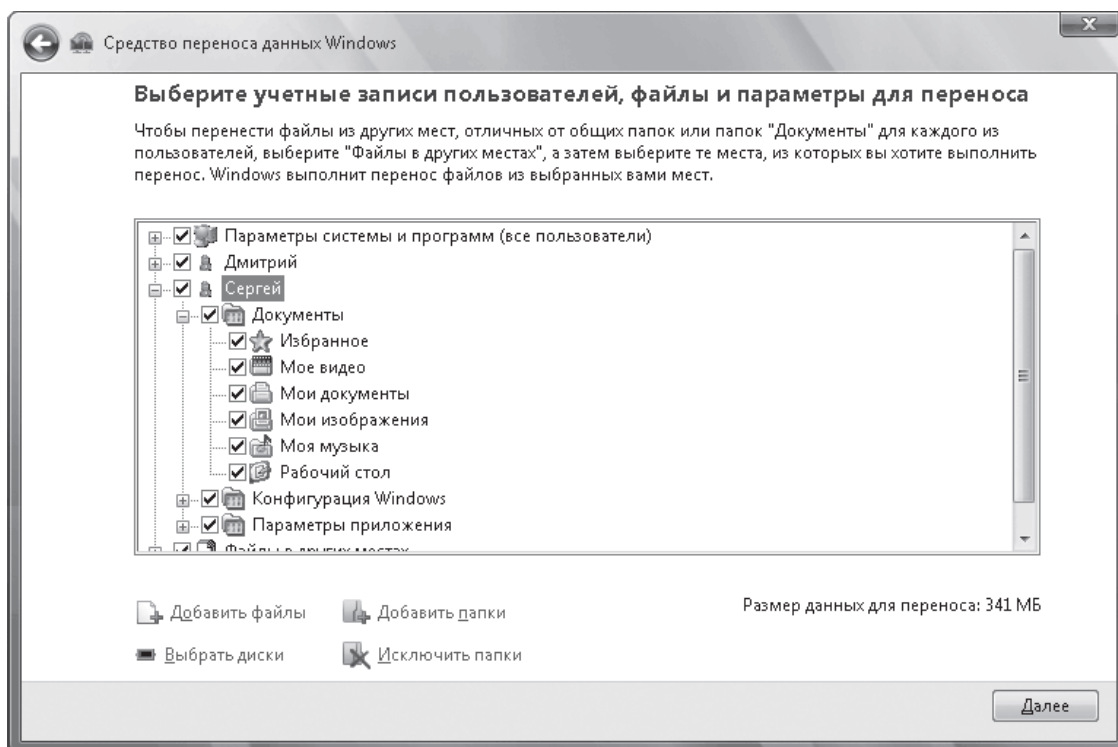 Средство переноса данных Windows
Выберите учетные записи пользователей, файлы и параметры для переноса
Чтобы перенести файлы из других мест, отличных от общих папок или папок "Документы" для каждого из
пользователей, выберите "Файлы в других местах", а затем выберите те места, из которых вы хотите выполнить
перенос. Windows выполнит перенос файлов из выбранных вами мест.
Параметры системы и программ (все пользователи)
Дмитрий
Сергей
Документы
Избранное
Мое видео
Мои документы
Мои изображения
Моя музыка
Рабочий стол
Конфигурация Windows
Параметры приложения
Файлы в других местах
Добавить файлы
Добавить папки
Размер данных для переноса: 341 МБ
Выбрать диски
Исключить папки
Далее